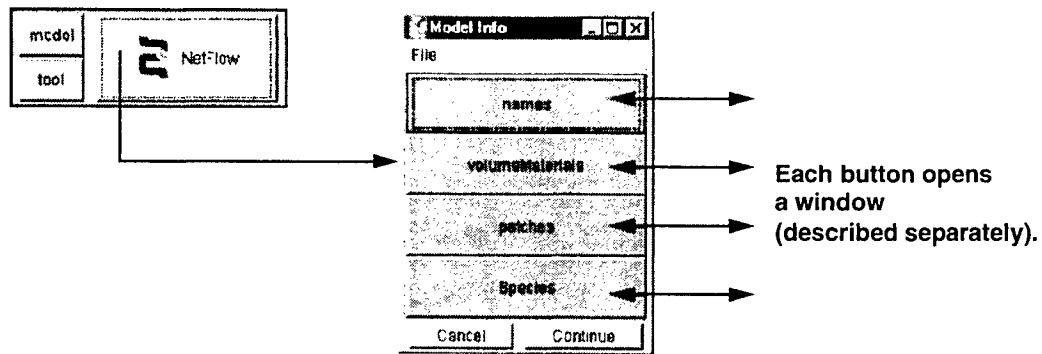 model
tool
NetFlow
Model Info
File
names
volumeMaterials
patches
Species
Cancel
Continue
Each button opens
a window
(described separately).